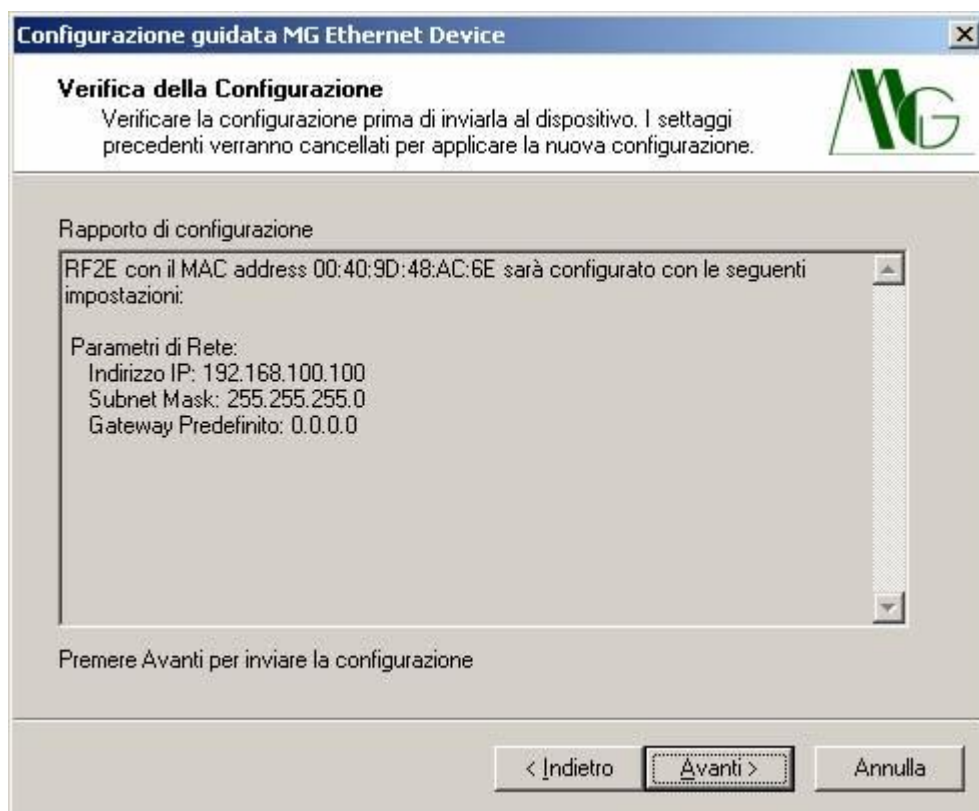 Configurazione guidata MG Ethernet Device
Verifica della Configurazione
Verificare la configurazione prima di inviarla al dispositivo. I settaggi
precedenti verranno cancellati per applicare la nuova configurazione.
MG
Rapporto di configurazione
RF2E con il MAC address 00:40:9D:48:AC:6E sarà configurato con le seguenti
impostazioni:
Parametri di Rete:
Indirizzo IP: 192.168.100.100
Subnet Mask: 255.255.255.0
Gateway Predefinito: 0.0.0.0
Premere Avanti per inviare la configurazione
< Indietro
Avanti >
Annulla